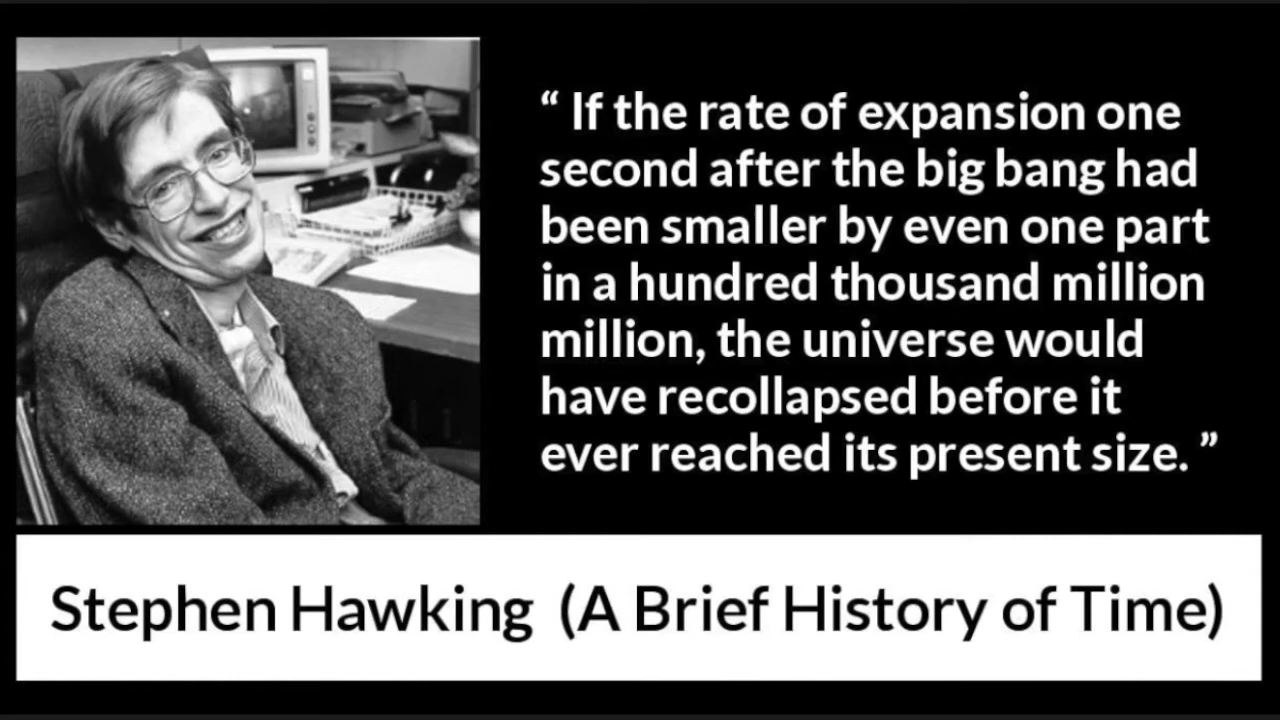 “ If the rate of expansion one
second after the big bang had
been smaller by even one part
in a hundred thousand million
million, the universe would
have recollapsed before it
ever reached its present size. ”
Stephen Hawking (A Brief History of Time)